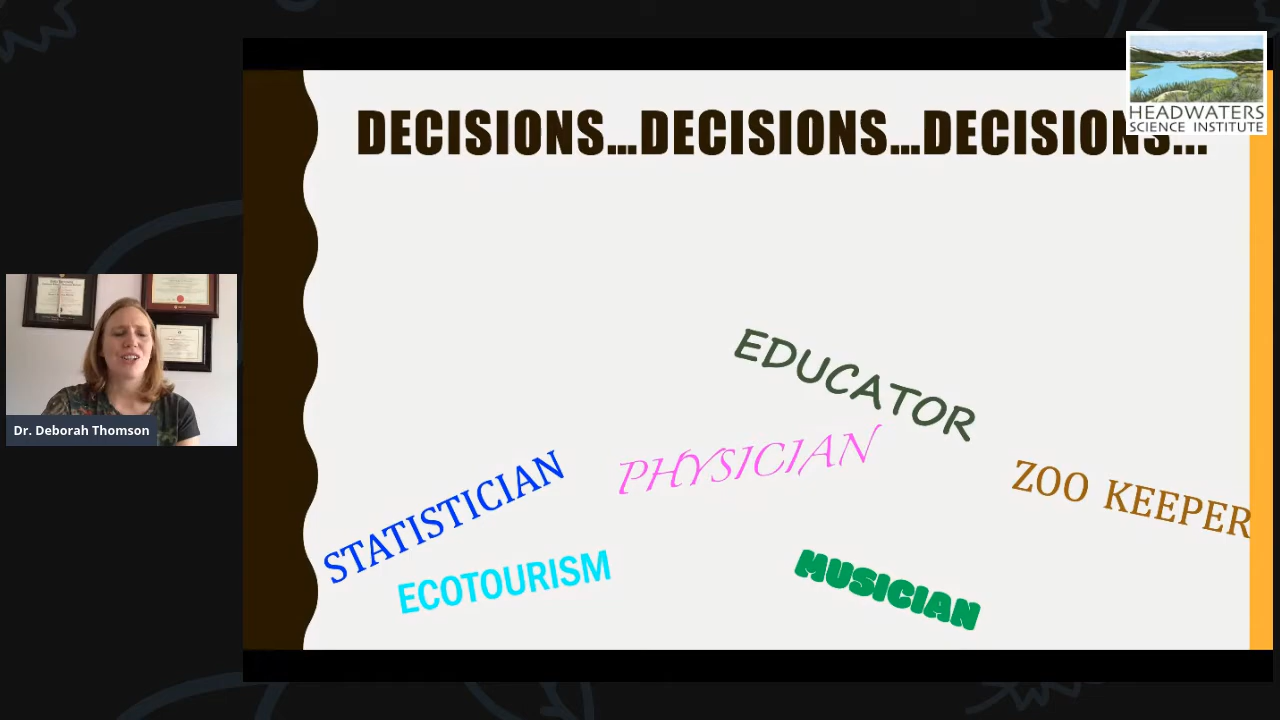 DECISIONS...DECISIONS...DECISIONS...
HEADWATERS
SCIENCE INSTITUTE
EDUCATOR
PHYSICIAN
STATISTICIAN
ZOO KEEPER
ECOTOURISM
MUSICIAN
Dr. Deborah Thomson